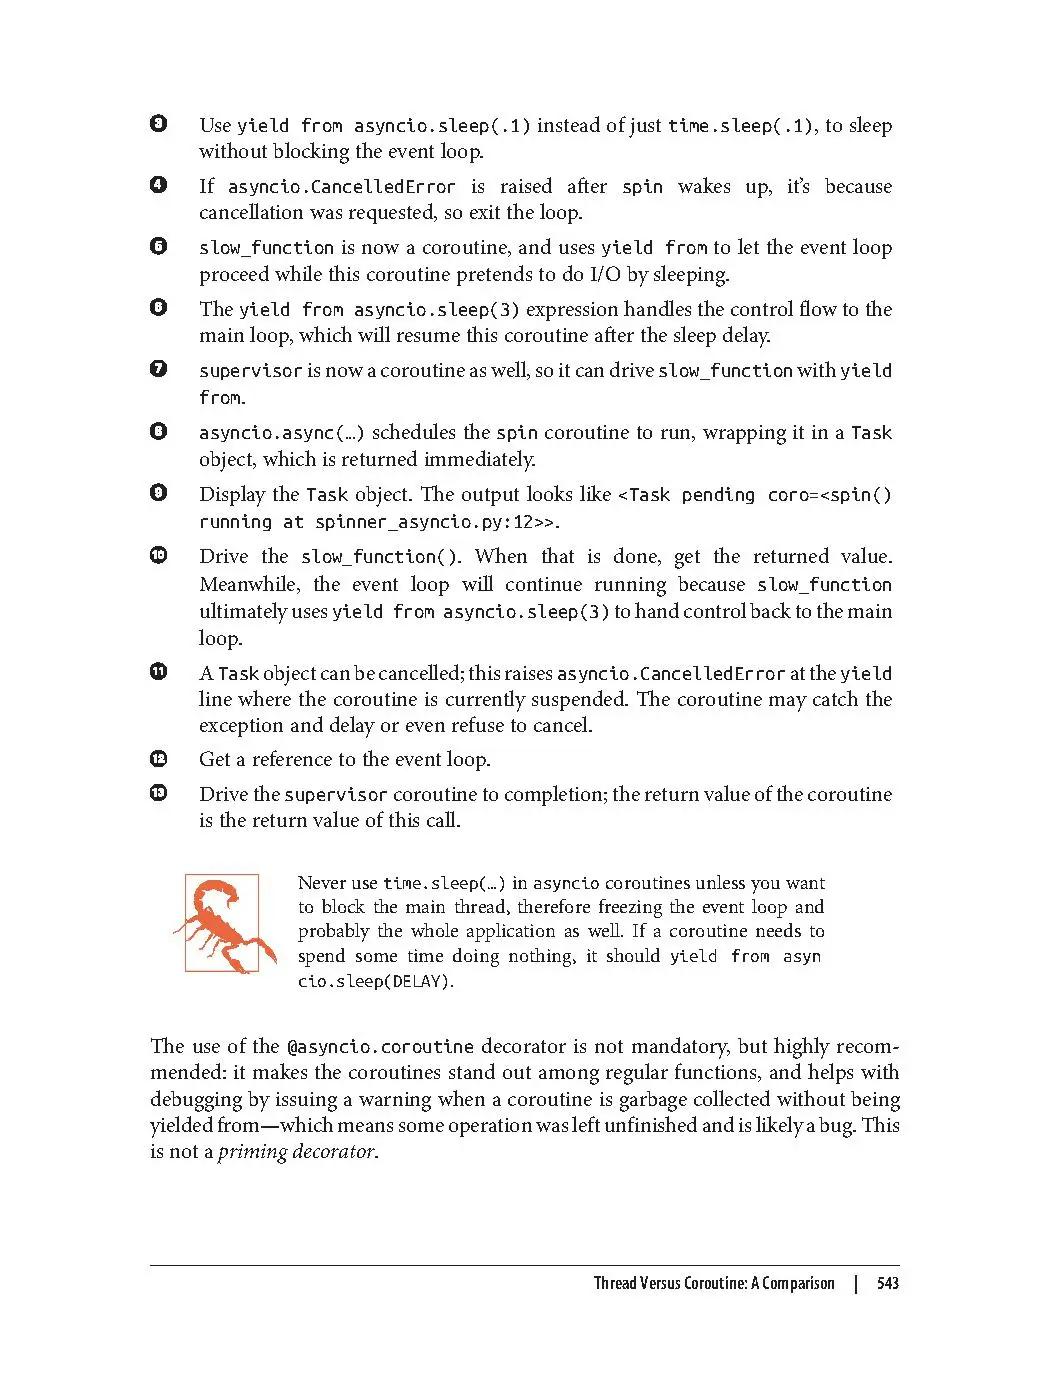 ❸ Use yield from asyncio.sleep(.1) instead of just time.sleep(.1), to sleep
without blocking the event loop.
❹ If asyncio.CancelledError is raised after spin wakes up, it’s because
cancellation was requested, so exit the loop.
❺ slow_function is now a coroutine, and uses yield from to let the event loop
proceed while this coroutine pretends to do I/O by sleeping.
❻ The yield from asyncio.sleep(3) expression handles the control flow to the
main loop, which will resume this coroutine after the sleep delay.
❼ supervisor is now a coroutine as well, so it can drive slow_function with yield
from.
❽ asyncio.async(…) schedules the spin coroutine to run, wrapping it in a Task
object, which is returned immediately.
❾ Display the Task object. The output looks like <Task pending coro=<spin()
running at spinner_asyncio.py:12>>.
❿ Drive the slow_function(). When that is done, get the returned value.
Meanwhile, the event loop will continue running because slow_function
ultimately uses yield from asyncio.sleep(3) to hand control back to the main
loop.
⓫ A Task object can be cancelled; this raises asyncio.CancelledError at the yield
line where the coroutine is currently suspended. The coroutine may catch the
exception and delay or even refuse to cancel.
⓬ Get a reference to the event loop.
⓭ Drive the supervisor coroutine to completion; the return value of the coroutine
is the return value of this call.
Never use time.sleep(…) in asyncio coroutines unless you want
to block the main thread, therefore freezing the event loop and
probably the whole application as well. If a coroutine needs to
spend some time doing nothing, it should yield from asyn
cio.sleep(DELAY).
The use of the @asyncio.coroutine decorator is not mandatory, but highly recom-
mended: it makes the coroutines stand out among regular functions, and helps with
debugging by issuing a warning when a coroutine is garbage collected without being
yielded from—which means some operation was left unfinished and is likely a bug. This
is not a priming decorator.
Thread Versus Coroutine: A Comparison | 543